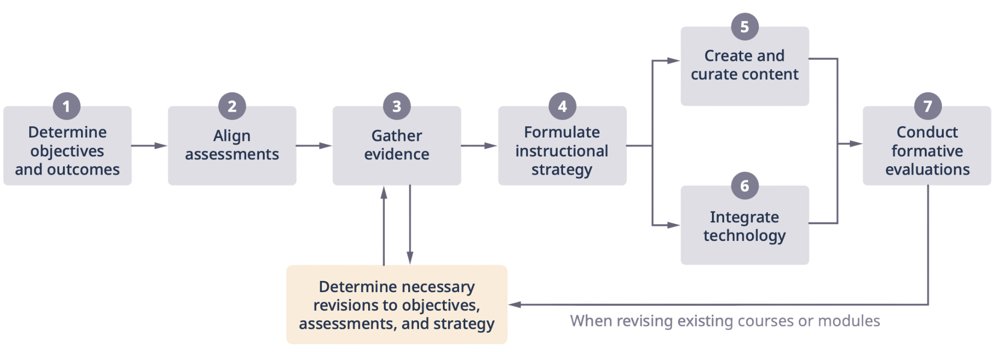 1
Determine
objectives
and outcomes
2
Align
assessments
3
Gather
evidence
4
Formulate
instructional
strategy
5
Create and
curate content
6
Integrate
technology
7
Conduct
formative
evaluations
Determine necessary
revisions to objectives,
assessments, and strategy
When revising existing courses or modules